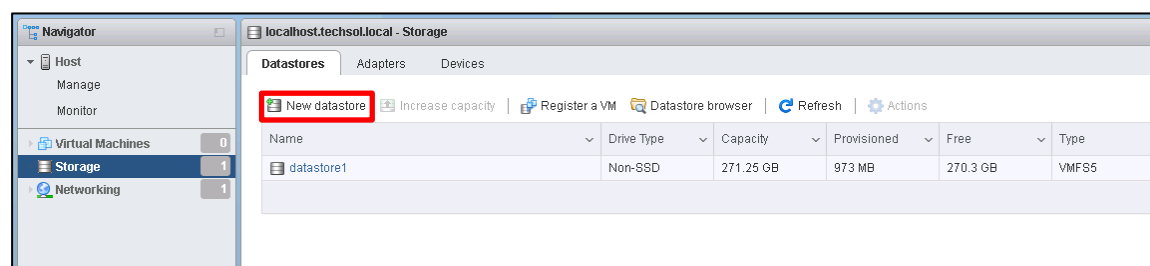 Navigator
localhost.techsol.local - Storage
Host
Manage
Monitor
Virtual Machines 0
Storage 1
Networking 1
Datastores Adapters Devices
New datastore Increase capacity Register a VM Datastore browser Refresh Actions
Name Drive Type Capacity Provisioned Free Type
datastore1 Non-SSD 271.25 GB 973 MB 270.3 GB VMFS5